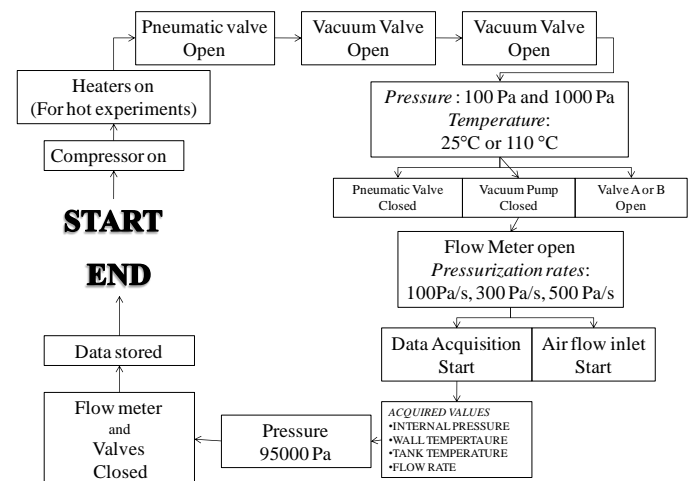 START
Compressor on
Heaters on
(For hot experiments)
Pneumatic valve
Open
Vacuum Valve
Open
Vacuum Valve
Open
Pressure : 100 Pa and 1000 Pa
Temperature:
25°C or 110 °C
Pneumatic Valve
Closed
Vacuum Pump
Closed
Valve A or B
Open
Flow Meter open
Pressurization rates:
100Pa/s, 300 Pa/s, 500 Pa/s
Data Acquisition
Start
Air flow inlet
Start
ACQUIRED VALUES
•INTERNAL PRESSURE
•WALL TEMPERTAURE
•TANK TEMPERATURE
•FLOW RATE
Pressure
95000 Pa
Flow meter
and
Valves
Closed
Data stored
END